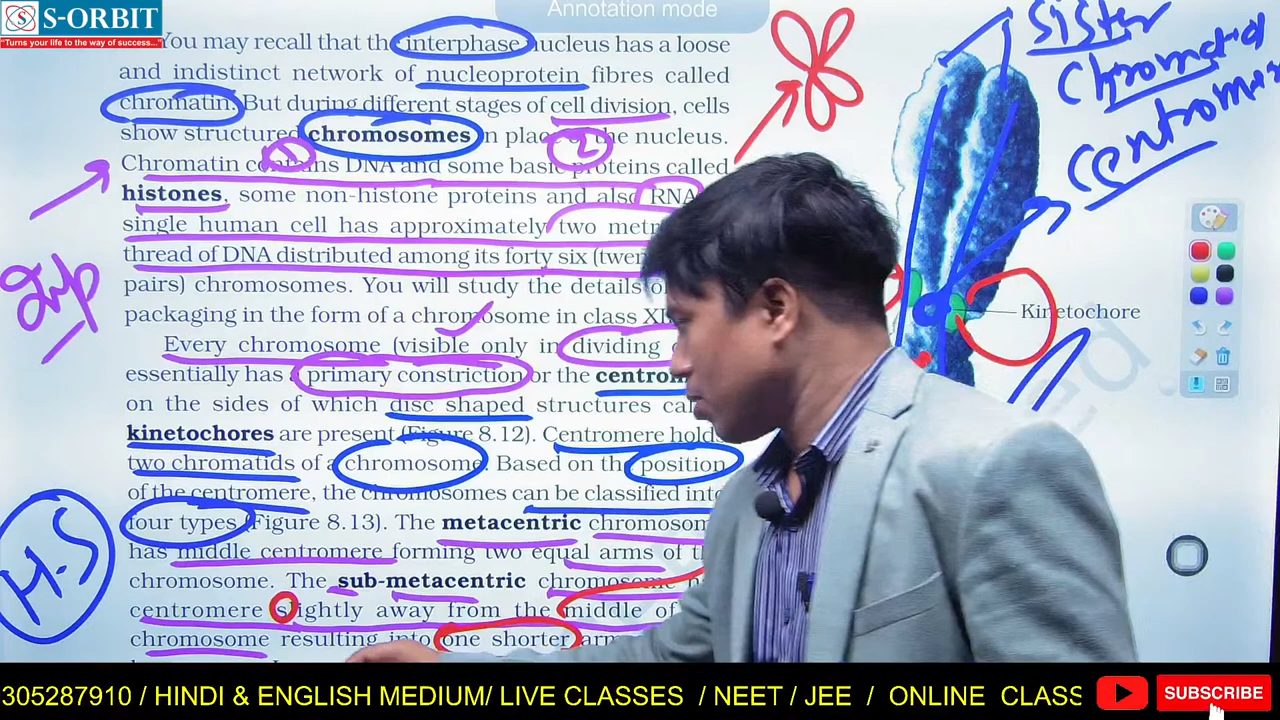 S-ORBIT
"Turns your life to the way of success..."
Annotation mode
You may recall that the interphase nucleus has a loose
and indistinct network of nucleoprotein fibres called
chromatin. But during different stages of cell division, cells
show structured chromosomes in place of the nucleus.
Chromatin contains DNA and some basic proteins called
histones, some non-histone proteins and also RNA.
single human cell has approximately two
thread of DNA distributed among its forty six
pairs) chromosomes. You will study the details
packaging in the form of a chromosome in class
Every chromosome (visible only in dividing
essentially has a primary constriction or the
on the sides of which disc shaped structures
kinetochores are present (Figure 8.12). Centromere holds
two chromatids of a chromosome. Based on the position
of the centromere, the chromosomes can be classified into
four types (Figure 8.13). The metacentric
has middle centromere forming two equal arms of
chromosome. The sub-metacentric chromosome
centromere slightly away from the middle of
chromosome resulting into one shorter
1
2
Imp
H.S
Sister
Chromatid
Kinetochore
305287910 / HINDI & ENGLISH MEDIUM/ LIVE CLASSES / NEET / JEE / ONLINE CLASS
SUBSCRIBE